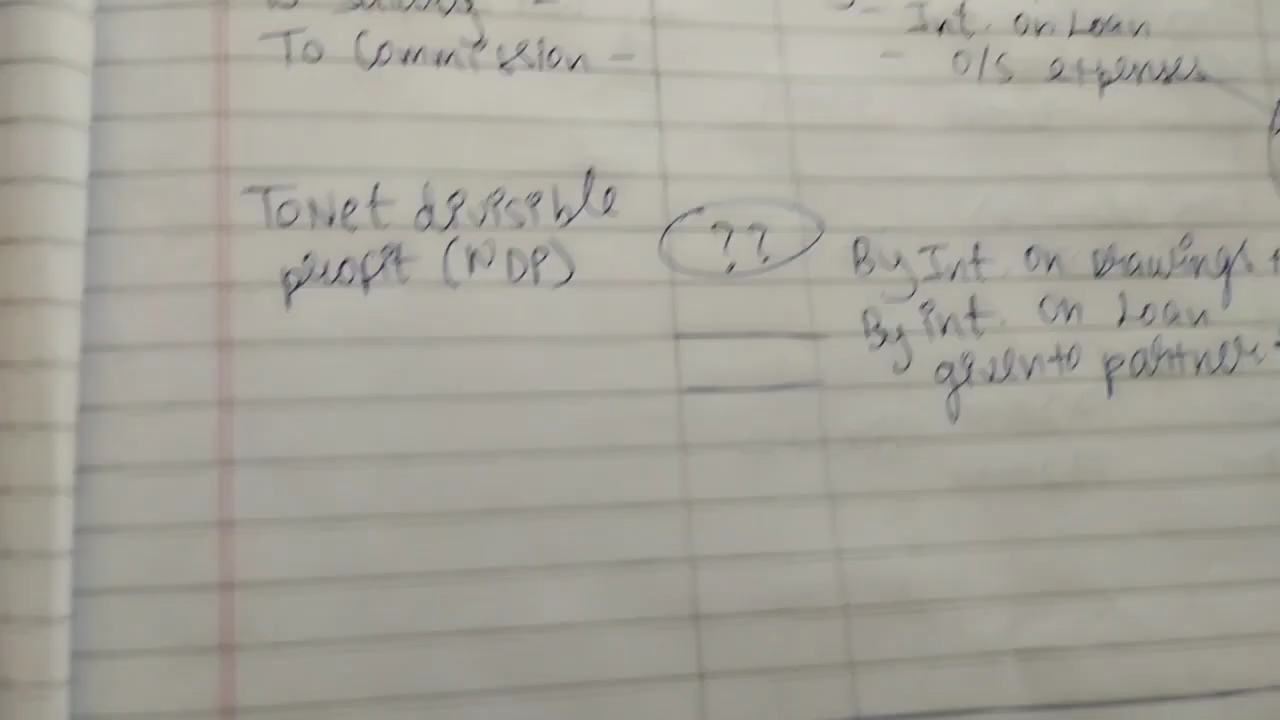 To Commission -
To Net divisible
profit (NDP)
??
- Int. on Loan
- O/S expenses
By Int. on Drawings
By int. on Loan
given to partner